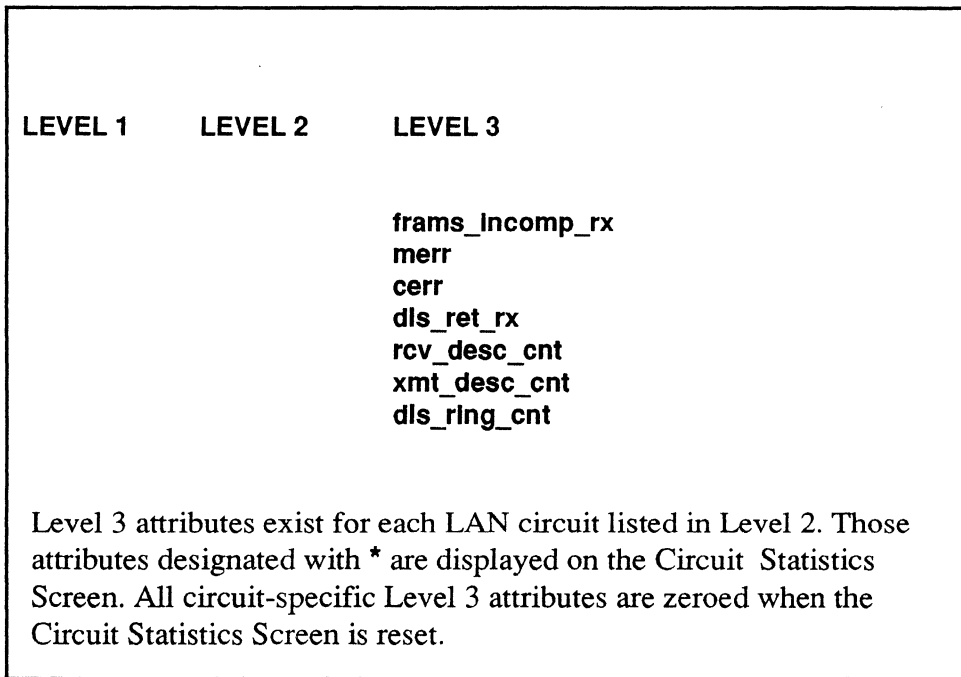 LEVEL 1 LEVEL 2 LEVEL 3
frams_incomp_rx
merr
cerr
dls_ret_rx
rcv_desc_cnt
xmt_desc_cnt
dls_ring_cnt
Level 3 attributes exist for each LAN circuit listed in Level 2. Those
attributes designated with * are displayed on the Circuit Statistics
Screen. All circuit-specific Level 3 attributes are zeroed when the
Circuit Statistics Screen is reset.